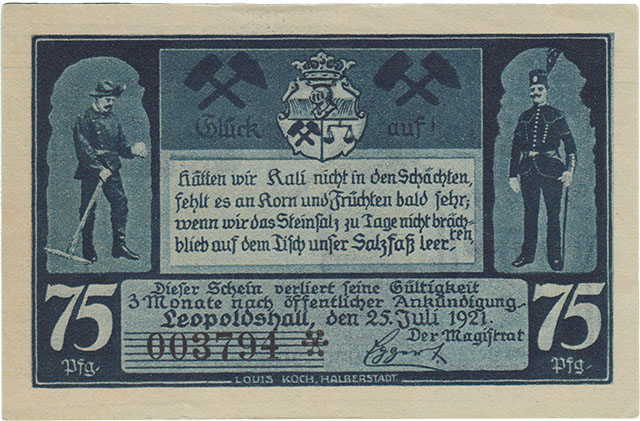 Glück auf!
Hätten wir Kali nicht in den Schächten,
fehlt es an Korn und Früchten bald sehr;
wenn wir das Steinsalz zu Tage nicht bräch-
ten,
blieb auf dem Tisch unser Salzfaß leer.
Dieser Schein verliert seine Gültigkeit
3 Monate nach öffentlicher Ankündigung.
Leopoldshall, den 25. Juli 1921.
Der Magistrat
003794
75
Pfg.
75
Pfg.
LOUIS KOCH, HALBERSTADT